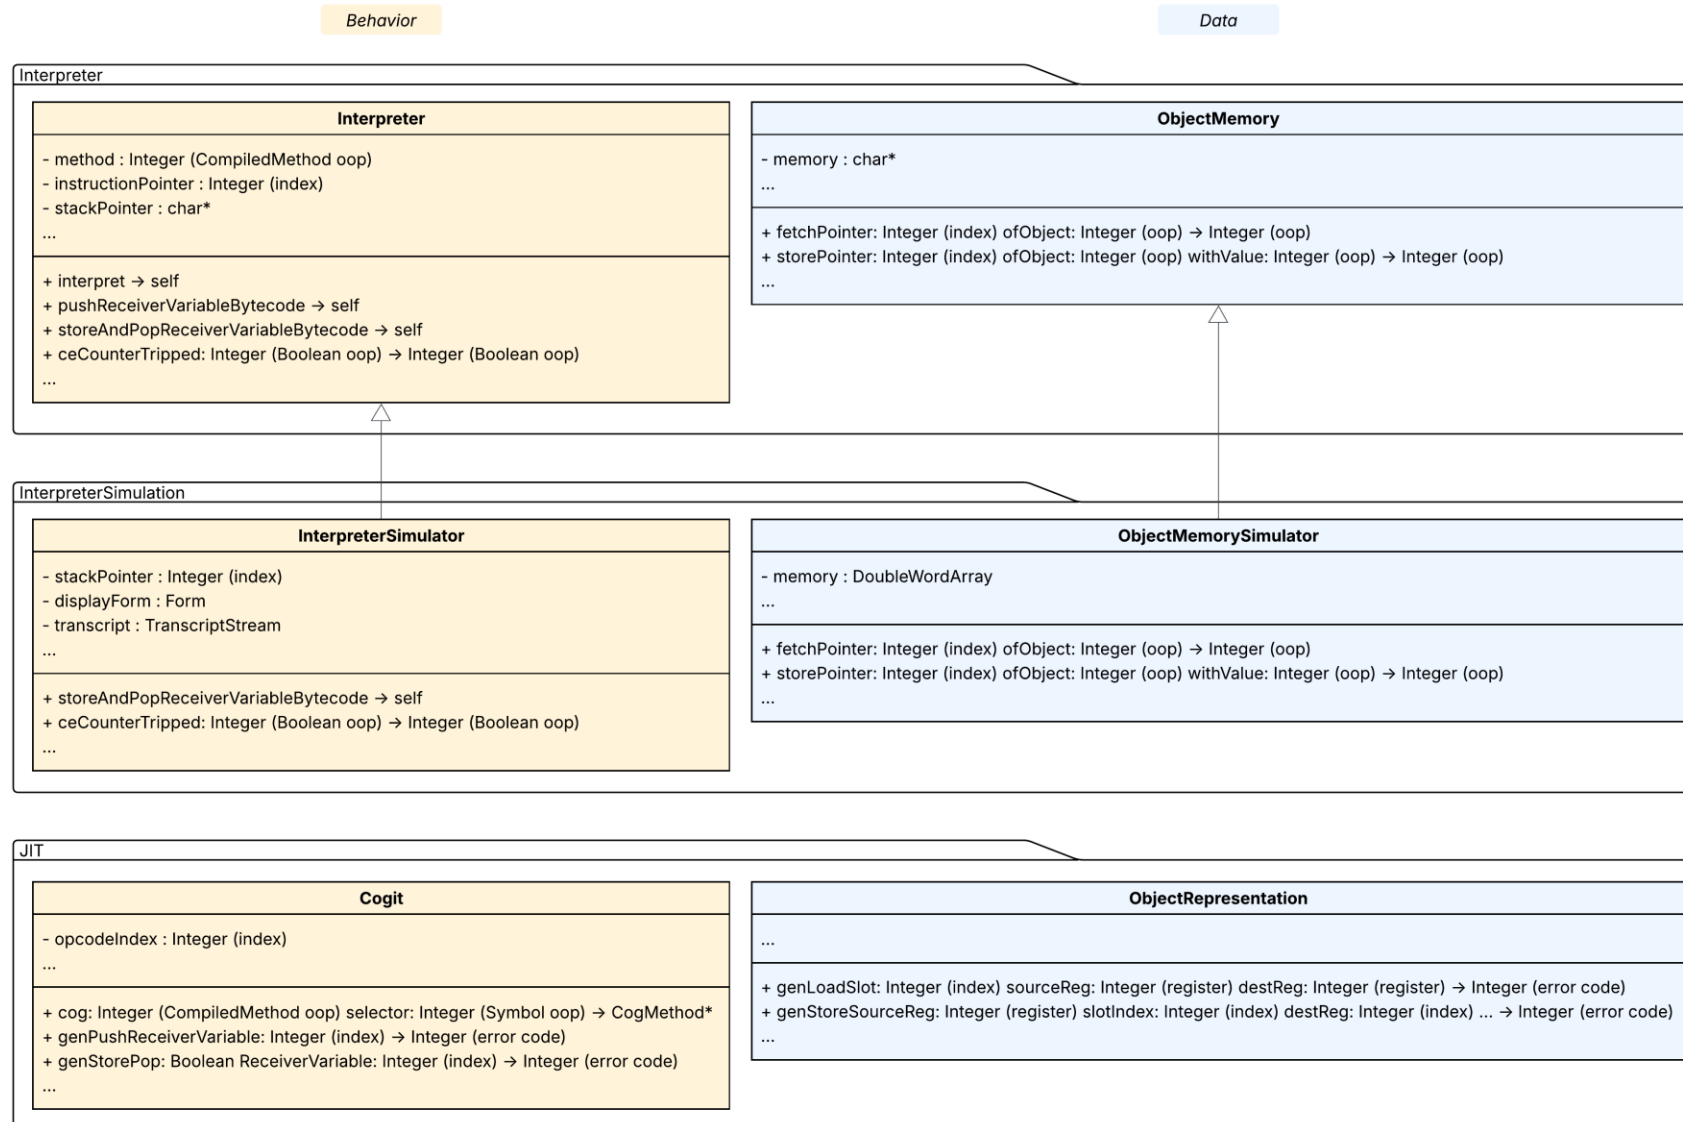 Behavior
Data
Interpreter
Interpreter
- method : Integer (CompiledMethod oop)
- instructionPointer : Integer (index)
- stackPointer : char*
...
+ interpret → self
+ pushReceiverVariableBytecode → self
+ storeAndPopReceiverVariableBytecode → self
+ ceCounterTripped: Integer (Boolean oop) → Integer (Boolean oop)
...
ObjectMemory
- memory : char*
...
+ fetchPointer: Integer (index) ofObject: Integer (oop) → Integer (oop)
+ storePointer: Integer (index) ofObject: Integer (oop) withValue: Integer (oop) → Integer (oop)
...
InterpreterSimulation
InterpreterSimulator
- stackPointer : Integer (index)
- displayForm : Form
- transcript : TranscriptStream
...
+ storeAndPopReceiverVariableBytecode → self
+ ceCounterTripped: Integer (Boolean oop) → Integer (Boolean oop)
...
ObjectMemorySimulator
- memory : DoubleWordArray
...
+ fetchPointer: Integer (index) ofObject: Integer (oop) → Integer (oop)
+ storePointer: Integer (index) ofObject: Integer (oop) withValue: Integer (oop) → Integer (oop)
...
JIT
Cogit
- opcodeIndex : Integer (index)
...
+ cog: Integer (CompiledMethod oop) selector: Integer (Symbol oop) → CogMethod*
+ genPushReceiverVariable: Integer (index) → Integer (error code)
+ genStorePop: Boolean ReceiverVariable: Integer (index) → Integer (error code)
...
ObjectRepresentation
...
+ genLoadSlot: Integer (index) sourceReg: Integer (register) destReg: Integer (register) → Integer (error code)
+ genStoreSourceReg: Integer (register) slotIndex: Integer (index) destReg: Integer (index) ... → Integer (error code)
...